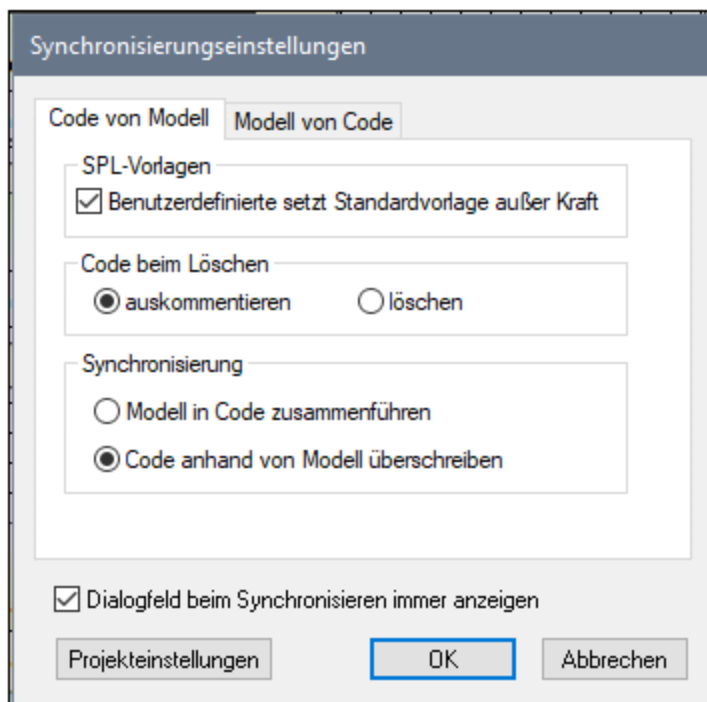 Synchronisierungseinstellungen
Code von Modell
Modell von Code
SPL-Vorlagen
Benutzerdefinierte setzt Standardvorlage außer Kraft
Code beim Löschen
auskommentieren
löschen
Synchronisierung
Modell in Code zusammenführen
Code anhand von Modell überschreiben
Dialogfeld beim Synchronisieren immer anzeigen
Projekteinstellungen
OK
Abbrechen